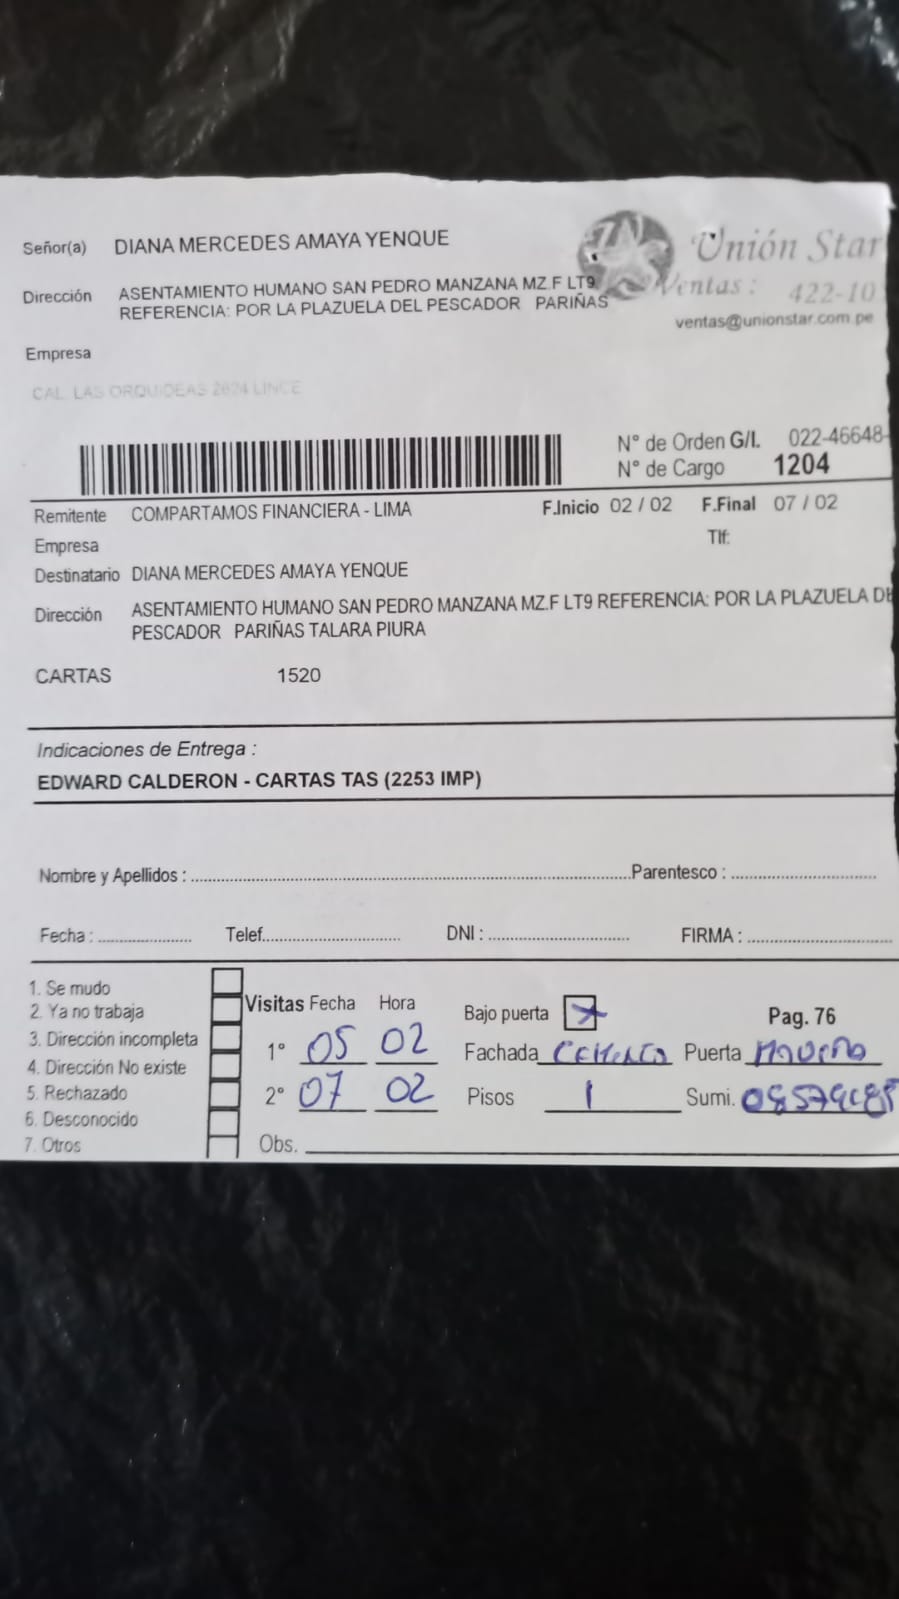 Señor(a) DIANA MERCEDES AMAYA YENQUE
Unión Star
Dirección ASENTAMIENTO HUMANO SAN PEDRO MANZANA MZ.F LT9
REFERENCIA: POR LA PLAZUELA DEL PESCADOR PARIÑAS
Ventas: 422-10
ventas@unionstar.com.pe
Empresa
CAL. LAS ORQUIDEAS 2624 LINCE
N° de Orden G/I. 022-46648-
N° de Cargo 1204
Remitente COMPARTAMOS FINANCIERA - LIMA F.Inicio 02 / 02 F.Final 07 / 02
Empresa Tlf:
Destinatario DIANA MERCEDES AMAYA YENQUE
Dirección ASENTAMIENTO HUMANO SAN PEDRO MANZANA MZ.F LT9 REFERENCIA: POR LA PLAZUELA DE
PESCADOR PARIÑAS TALARA PIURA
CARTAS 1520
Indicaciones de Entrega :
EDWARD CALDERON - CARTAS TAS (2253 IMP)
Nombre y Apellidos : Parentesco :
Fecha : Telef. DNI : FIRMA :
1. Se mudo
2. Ya no trabaja
3. Dirección incompleta
4. Dirección No existe
5. Rechazado
6. Desconocido
7. Otros
Visitas Fecha Hora
1° 05 02
2° 07 02
Obs.
Bajo puerta X Pag. 76
Fachada CEMENTO Puerta MADERA
Pisos 1 Sumi.